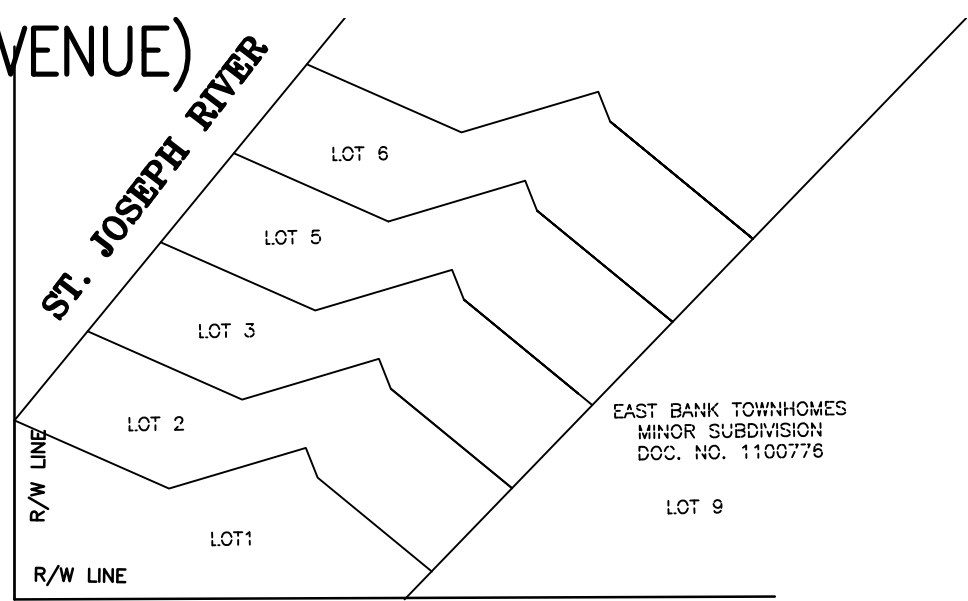 VENUE)
ST. JOSEPH RIVER
LOT 6
LOT 5
LOT 3
LOT 2
EAST BANK TOWNHOMES
MINOR SUBDIVISION
DOC. NO. 1100776
R/W LINE
LOT 9
LOT1
R/W LINE